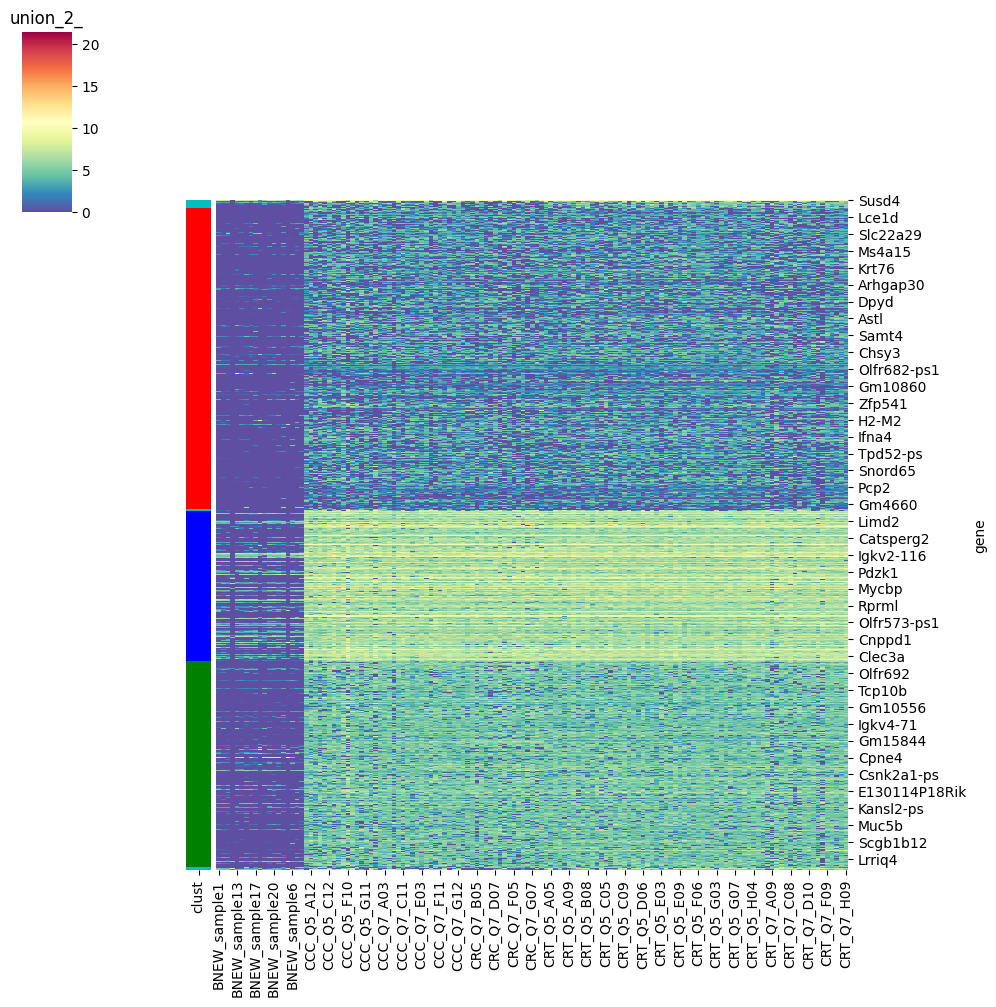 union_2_
20
15
10
5
0
Susd4
Lce1d
Slc22a29
Ms4a15
Krt76
Arhgap30
Dpyd
Astl
Samt4
Chsy3
Olfr682-ps1
Gm10860
Zfp541
H2-M2
Ifna4
Tpd52-ps
Snord65
Pcp2
Gm4660
Limd2
Catsperg2
Igkv2-116
Pdzk1
Mycbp
Rprml
Olfr573-ps1
Cnppd1
Clec3a
Olfr692
Tcp10b
Gm10556
Igkv4-71
Gm15844
Cpne4
Csnk2a1-ps
E130114P18Rik
Kansl2-ps
Muc5b
Scgb1b12
Lrriq4
gene
clust
BNEW_sample1
BNEW_sample13
BNEW_sample17
BNEW_sample20
BNEW_sample6
CCC_Q5_A12
CCC_Q5_C12
CCC_Q5_F10
CCC_Q5_G11
CCC_Q7_A03
CCC_Q7_C11
CCC_Q7_E03
CCC_Q7_F11
CCC_Q7_G12
CRC_Q7_B05
CRC_Q7_D07
CRC_Q7_F05
CRC_Q7_G07
CRT_Q5_A05
CRT_Q5_A09
CRT_Q5_B08
CRT_Q5_C05
CRT_Q5_C09
CRT_Q5_D06
CRT_Q5_E03
CRT_Q5_E09
CRT_Q5_F06
CRT_Q5_G03
CRT_Q5_G07
CRT_Q5_H04
CRT_Q7_A09
CRT_Q7_C08
CRT_Q7_D10
CRT_Q7_F09
CRT_Q7_H09